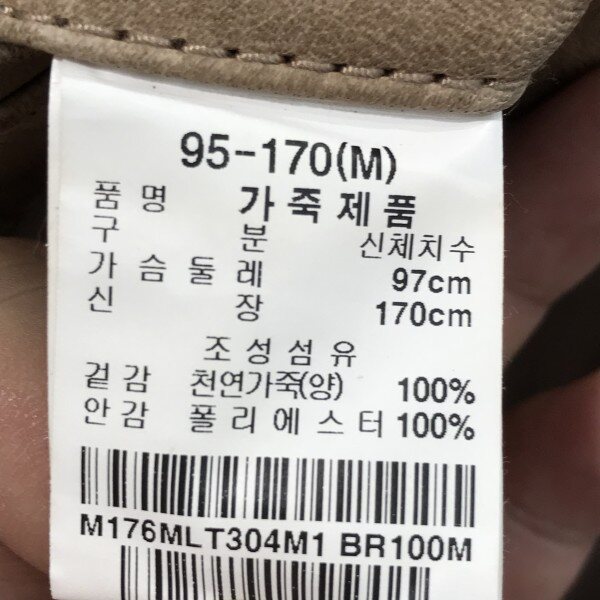 95-170(M)
품 명 가죽제품
구 분 신체치수
가슴둘레 97cm
신 장 170cm
조성섬유
겉감 천연가죽(양) 100%
안감 폴리에스터 100%
M176MLT304M1 BR100M